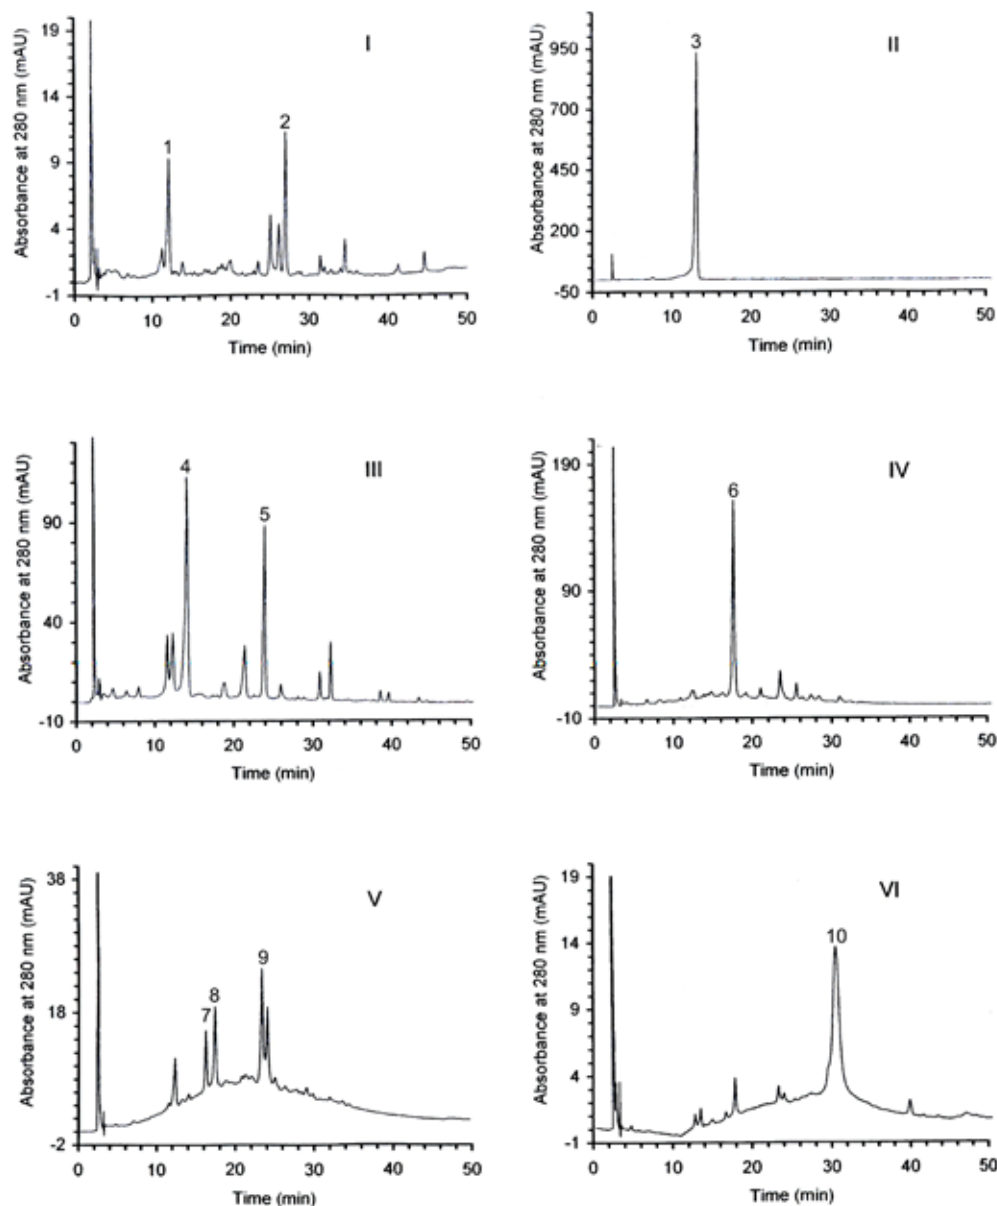 I
Absorbance at 280 nm (mAU)
19
14
9
4
-1
1
2
0 10 20 30 40 50
Time (min)
II
Absorbance at 280 nm (mAU)
950
700
450
200
-50
3
0 10 20 30 40 50
Time (min)
III
Absorbance at 280 nm (mAU)
90
40
-10
4
5
0 10 20 30 40 50
Time (min)
IV
Absorbance at 280 nm (mAU)
190
90
-10
6
0 10 20 30 40 50
Time (min)
V
Absorbance at 280 nm (mAU)
38
18
-2
7
8
9
0 10 20 30 40 50
Time (min)
VI
Absorbance at 280 nm (mAU)
19
14
9
4
-1
10
0 10 20 30 40 50
Time (min)